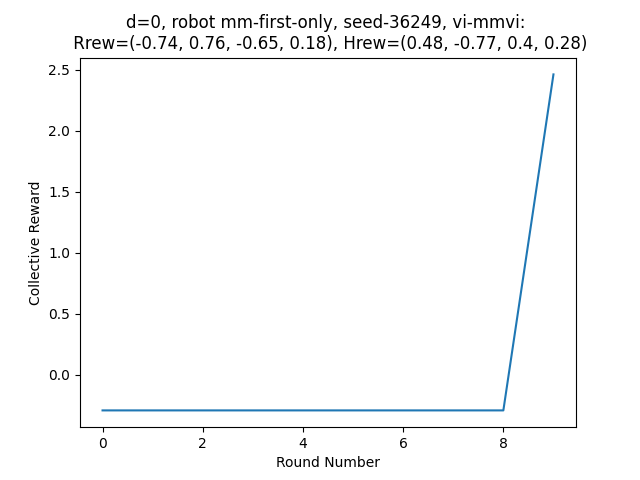 d=0, robot mm-first-only, seed-36249, vi-mmvi:
Rrew=(-0.74, 0.76, -0.65, 0.18), Hrew=(0.48, -0.77, 0.4, 0.28)
2.5
2.0
1.5
1.0
0.5
0.0
Collective Reward
0 2 4 6 8
Round Number